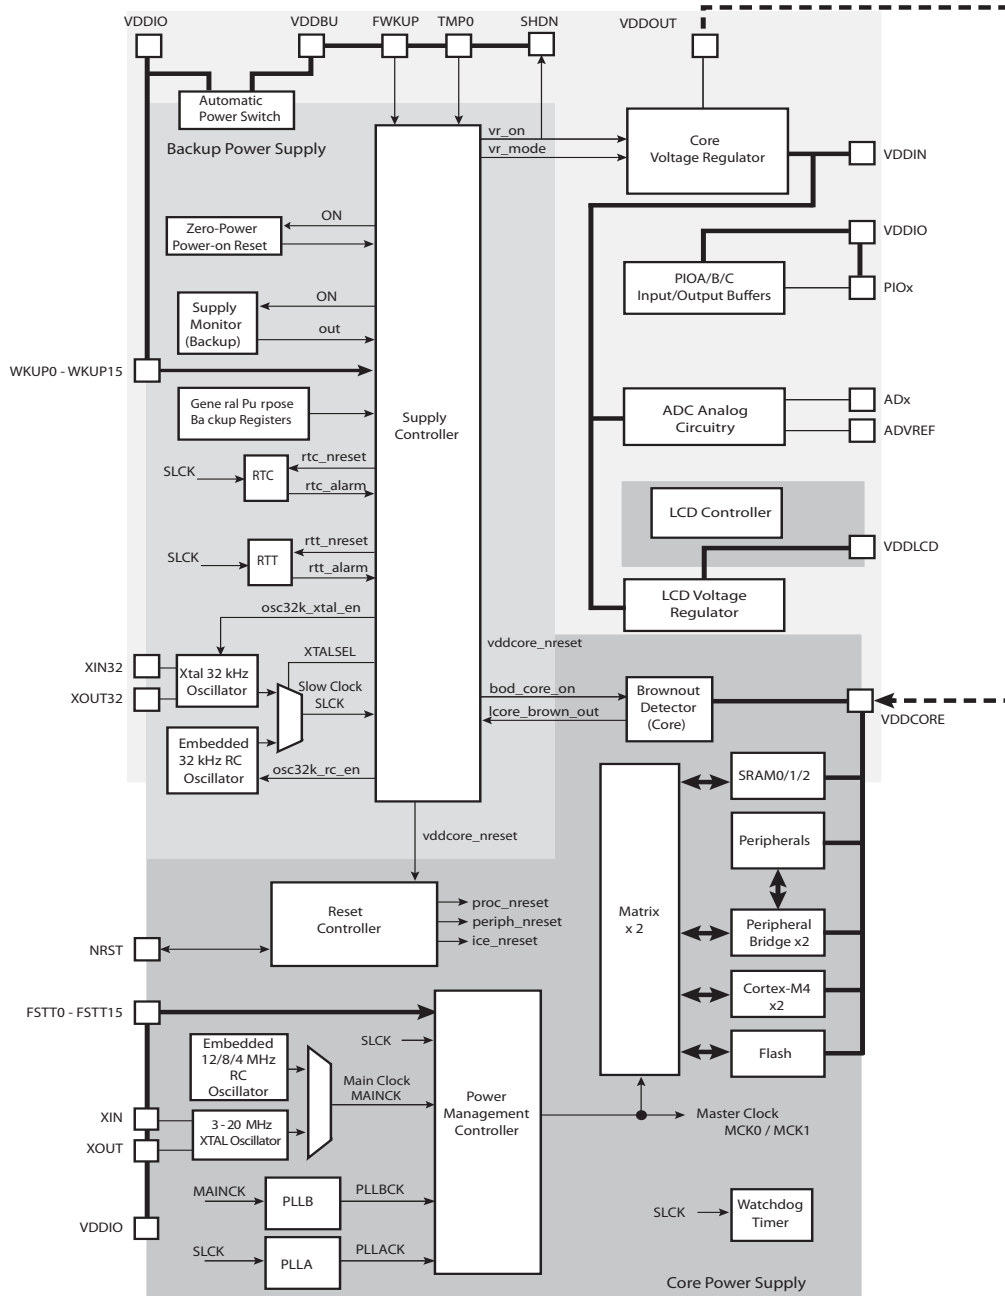 VDDIO
VDDBU
FWKUP
TMP0
SHDN
VDDOUT
Automatic
Power Switch
Backup Power Supply
vr_on
vr_mode
Core
Voltage Regulator
VDDIN
ON
Zero-Power
Power-on Reset
VDDIO
PIOA/B/C
Input/Output Buffers
PIOx
ON
Supply
Monitor
(Backup)
out
WKUP0 - WKUP15
Gene ral Pu rpose
Ba ckup Registers
Supply
Controller
ADC Analog
Circuitry
ADx
ADVREF
SLCK
RTC
rtc_nreset
rtc_alarm
LCD Controller
SLCK
RTT
rtt_nreset
rtt_alarm
VDDLCD
LCD Voltage
Regulator
osc32k_xtal_en
vddcore_nreset
XTALSEL
XIN32
XOUT32
Xtal 32 kHz
Oscillator
Slow Clock
SLCK
bod_core_on
lcore_brown_out
Brownout
Detector
(Core)
VDDCORE
Embedded
32 kHz RC
Oscillator
osc32k_rc_en
SRAM0/1/2
vddcore_nreset
Peripherals
Reset
Controller
proc_nreset
periph_nreset
ice_nreset
Matrix
x 2
Peripheral
Bridge x2
NRST
Cortex-M4
x2
FSTT0 - FSTT15
SLCK
Flash
Embedded
12/8/4 MHz
RC
Oscillator
Main Clock
MAINCK
Power
Management
Controller
XIN
XOUT
3 - 20 MHz
XTAL Oscillator
Master Clock
MCK0 / MCK1
MAINCK
PLLB
PLLBCK
VDDIO
SLCK
Watchdog
Timer
SLCK
PLLA
PLLACK
Core Power Supply